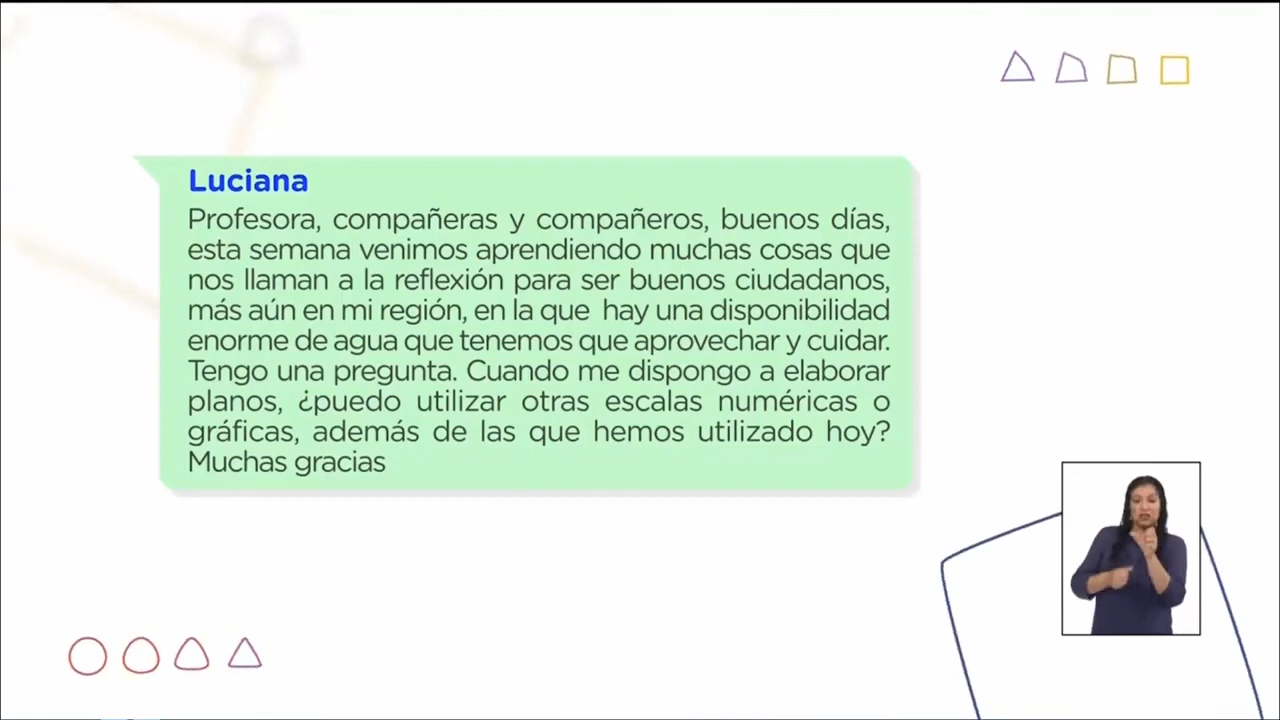 Luciana
Profesora, compañeras y compañeros, buenos días,
esta semana venimos aprendiendo muchas cosas que
nos llaman a la reflexión para ser buenos ciudadanos,
más aún en mi región, en la que hay una disponibilidad
enorme de agua que tenemos que aprovechar y cuidar.
Tengo una pregunta. Cuando me dispongo a elaborar
planos, ¿puedo utilizar otras escalas numéricas o
gráficas, además de las que hemos utilizado hoy?
Muchas gracias